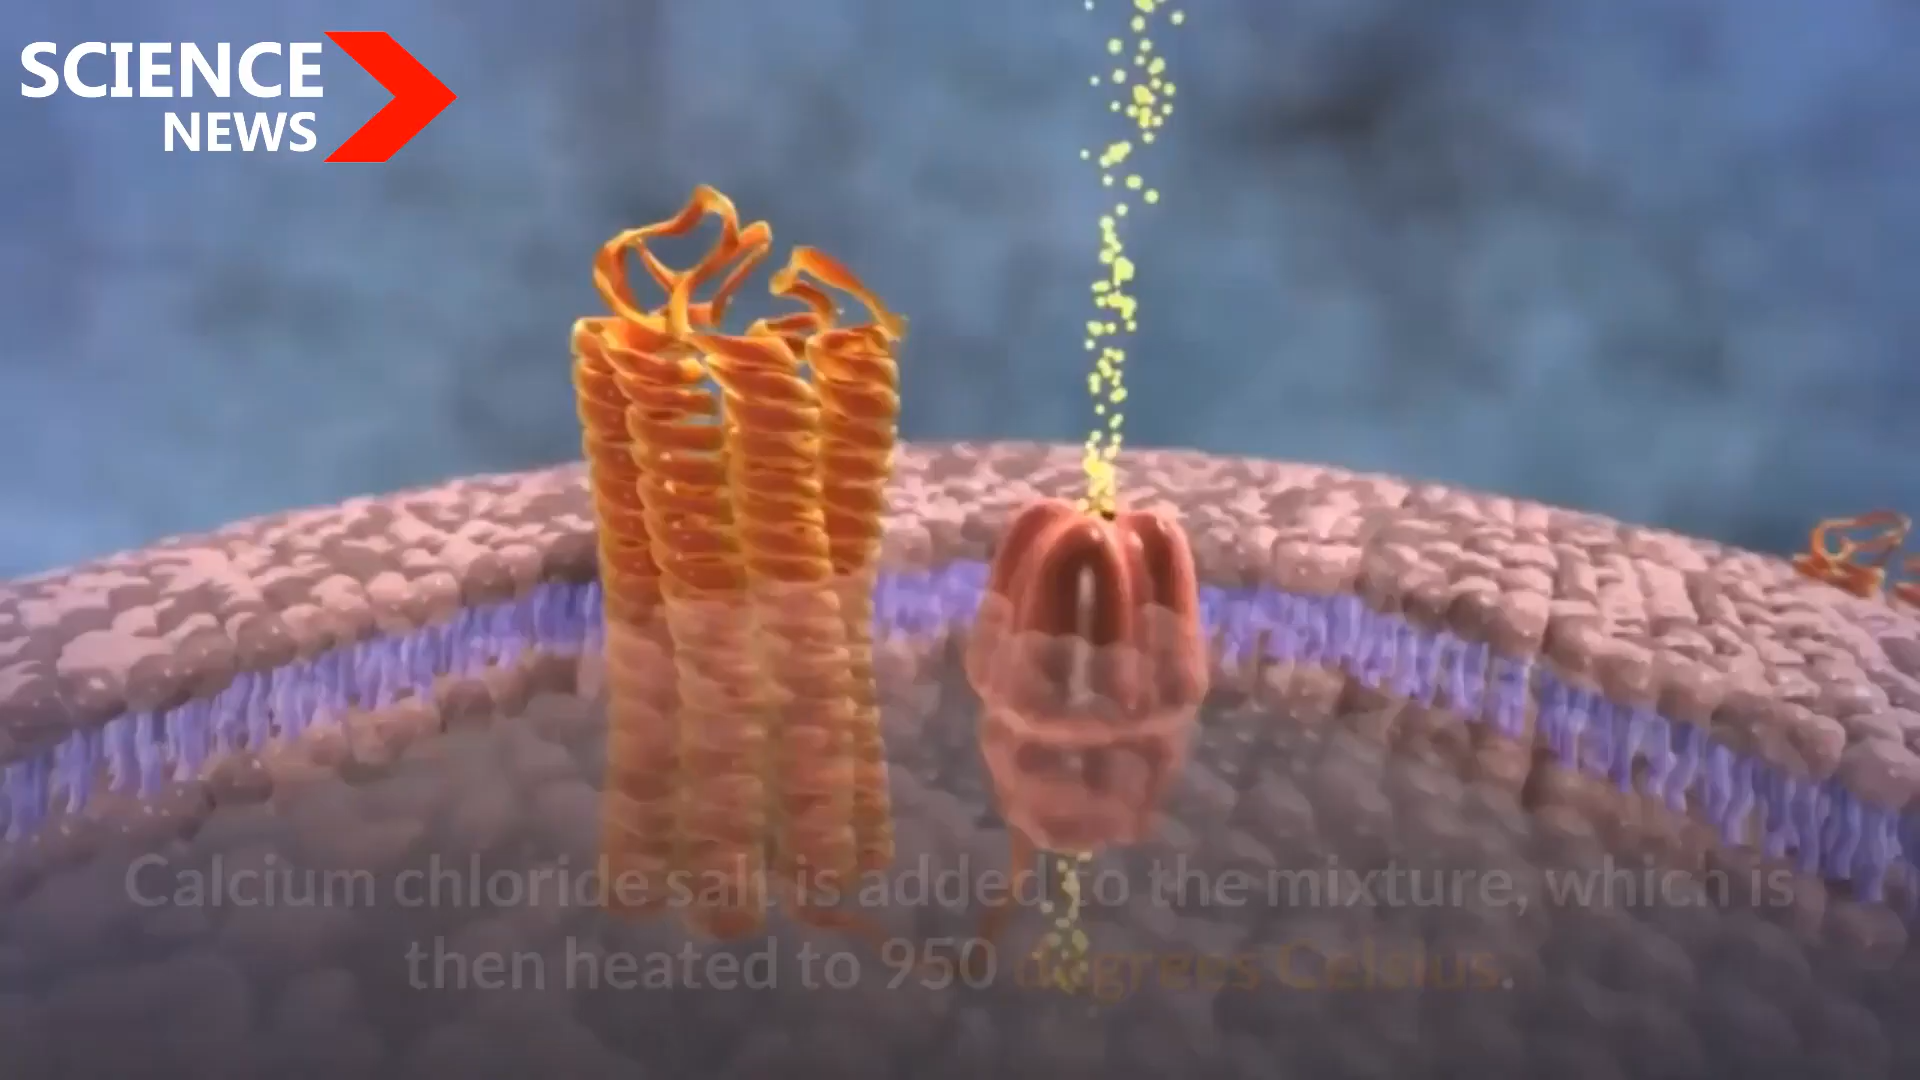 SCIENCE
NEWS
Calcium chloride salt is added to the mixture, which is
then heated to 950 degrees Celsius.